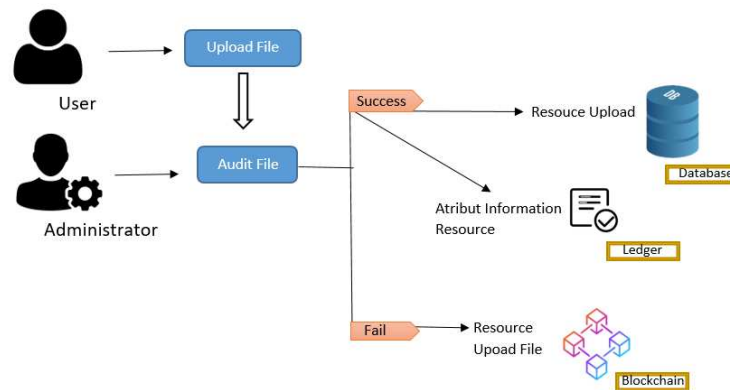 Upload File
User
Success
DB
Resouce Upload
Database
Audit File
Administrator
Atribut Information
Resource
Ledger
Fail
Resource
Upoad File
Blockchain